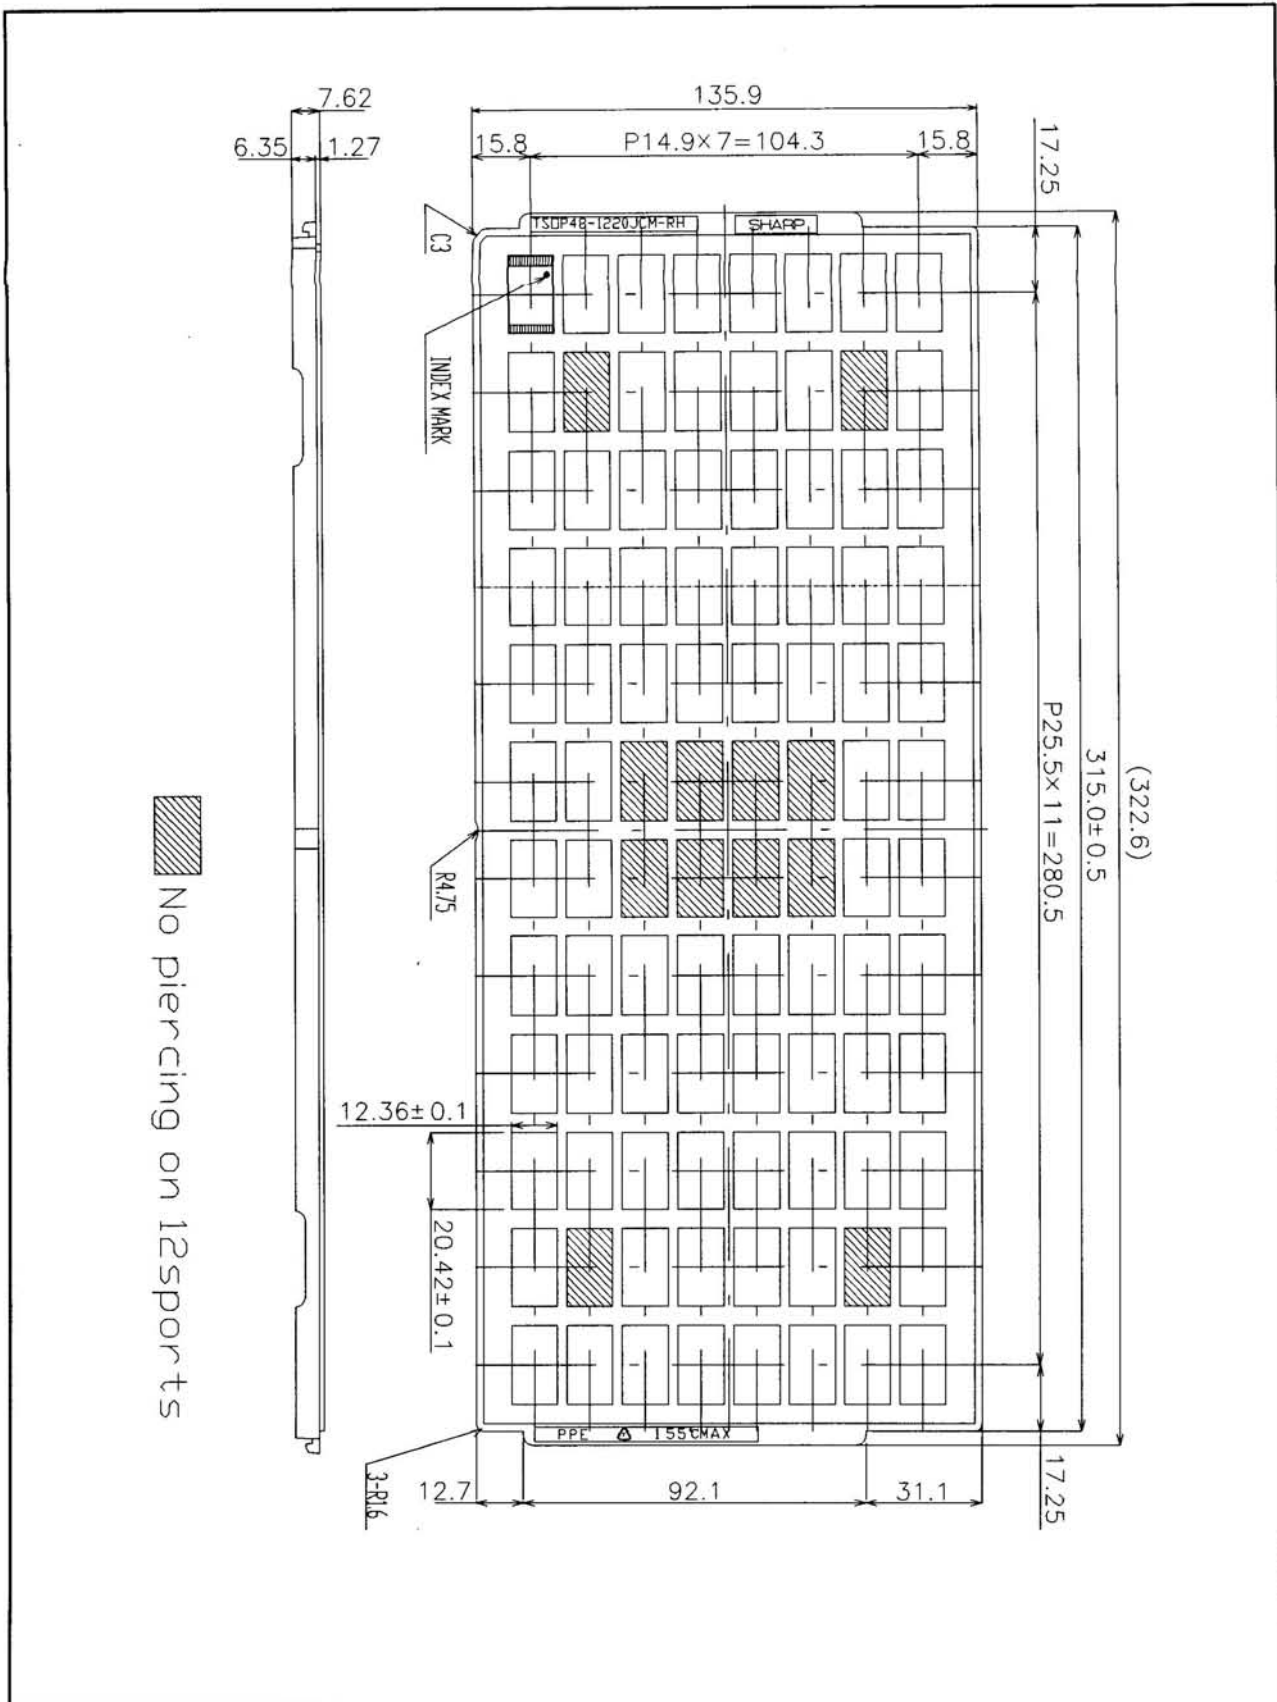 7.62
135.9
6.35
1.27
15.8
P14.9×7=104.3
15.8
17.25
TSOP48-1220JCM-RH
SHARP
C3
INDEX MARK
(322.6)
315.0±0.5
P25.5×11=280.5
R4.75
No piercing on 12sports
12.36±0.1
20.42±0.1
PPE
155℃MAX
3-R1.6
12.7
92.1
31.1
17.25